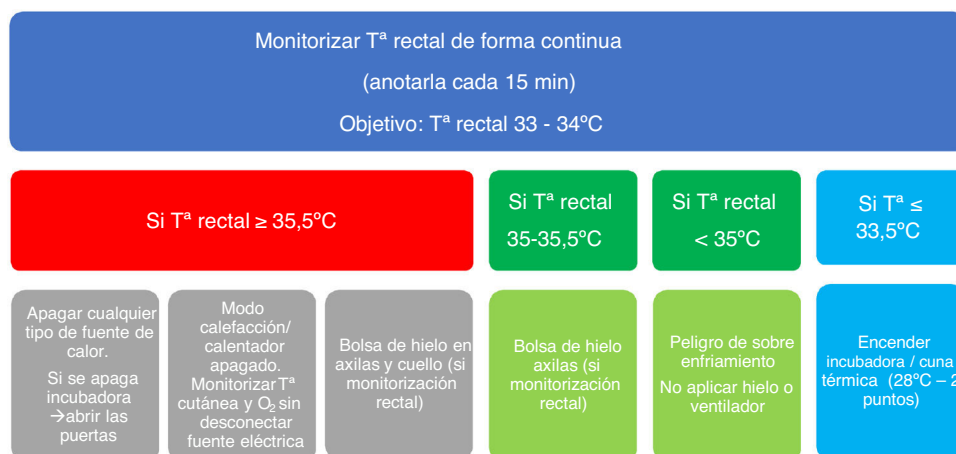 Monitorizar Tª rectal de forma continua
(anotarla cada 15 min)
Objetivo: Tª rectal 33 - 34ºC
Si Tª rectal ≥ 35,5ºC
Si Tª rectal
35-35,5ºC
Si Tª rectal
< 35ºC
Si Tª ≤
33,5ºC
Apagar cualquier
tipo de fuente de
calor.
Si se apaga
incubadora
→abrir las
puertas
Modo
calefacción/
calentador
apagado.
Monitorizar Tª
cutánea y O₂ sin
desconectar
fuente eléctrica
Bolsa de hielo en
axilas y cuello (si
monitorización
rectal)
Bolsa de hielo
axilas (si
monitorización
rectal)
Peligro de sobre
enfriamiento
No aplicar hielo o
ventilador
Encender
incubadora / cuna
térmica (28ºC – 2
puntos)